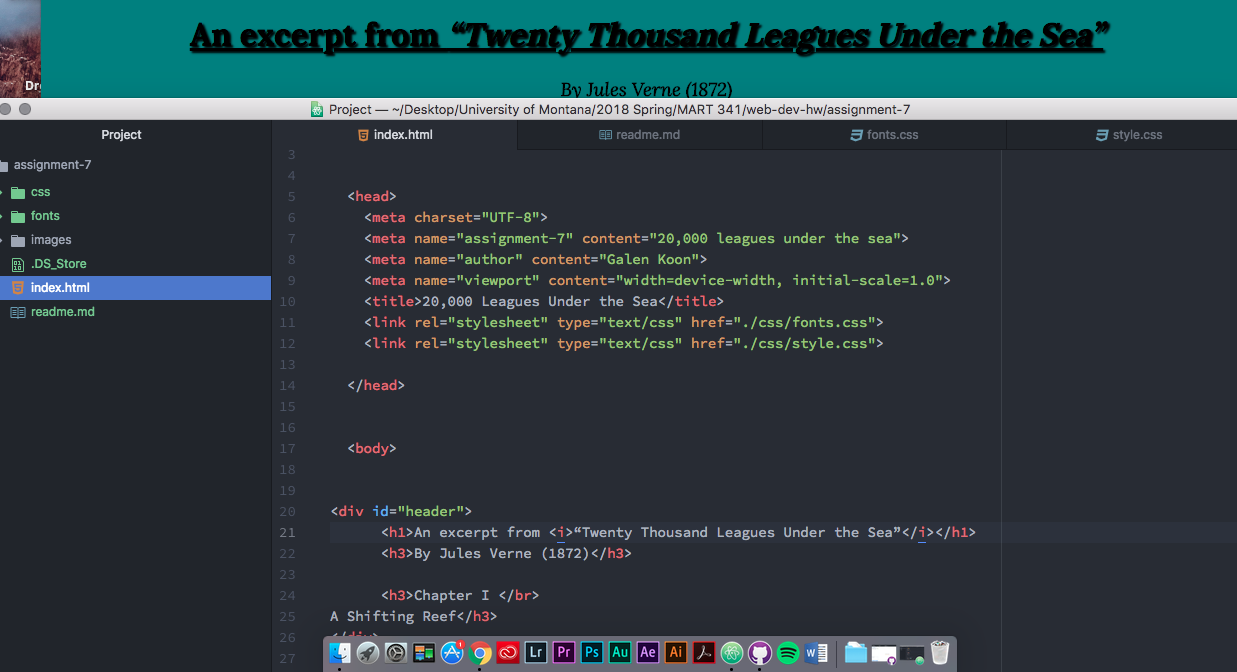 An excerpt from “Twenty Thousand Leagues Under the Sea”
By Jules Verne (1872)
Project — ~/Desktop/University of Montana/2018 Spring/MART 341/web-dev-hw/assignment-7
Project
index.html
readme.md
fonts.css
style.css
assignment-7
css
fonts
images
.DS_Store
index.html
readme.md
3
4
5 <head>
6 <meta charset="UTF-8">
7 <meta name="assignment-7" content="20,000 leagues under the sea">
8 <meta name="author" content="Galen Koon">
9 <meta name="viewport" content="width=device-width, initial-scale=1.0">
10 <title>20,000 Leagues Under the Sea</title>
11 <link rel="stylesheet" type="text/css" href="./css/fonts.css">
12 <link rel="stylesheet" type="text/css" href="./css/style.css">
13
14 </head>
15
16
17 <body>
18
19
20 <div id="header">
21 <h1>An excerpt from <i>“Twenty Thousand Leagues Under the Sea”</i></h1>
22 <h3>By Jules Verne (1872)</h3>
23
24 <h3>Chapter I </br>
25 A Shifting Reef</h3>
26 </div>
27
1
Lr Pr Ps Au Ae Ai W